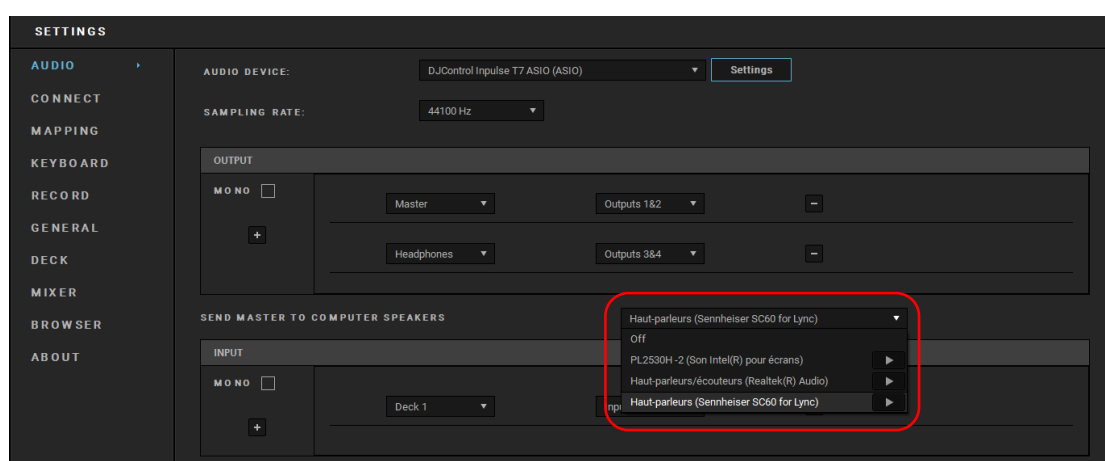 SETTINGS
AUDIO
CONNECT
MAPPING
KEYBOARD
RECORD
GENERAL
DECK
MIXER
BROWSER
ABOUT
AUDIO DEVICE:
DJControl Inpulse T7 ASIO (ASIO)
Settings
SAMPLING RATE:
44100 Hz
OUTPUT
MONO
+
Master
Outputs 1&2
−
Headphones
Outputs 3&4
−
SEND MASTER TO COMPUTER SPEAKERS
Haut-parleurs (Sennheiser SC60 for Lync)
Off
PL2530H -2 (Son Intel(R) pour écrans)
Haut-parleurs/écouteurs (Realtek(R) Audio)
Haut-parleurs (Sennheiser SC60 for Lync)
INPUT
MONO
+
Deck 1